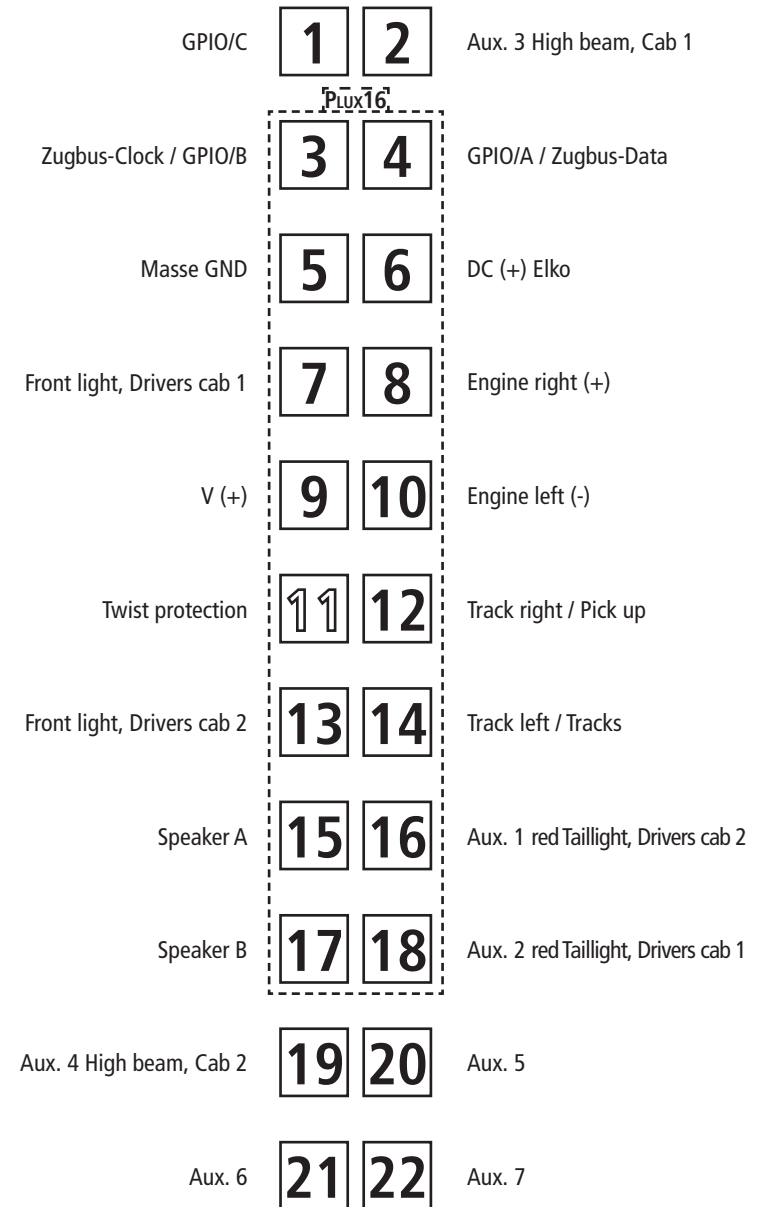 GPIO/C 1 2 Aux. 3 High beam, Cab 1
PLUX16
Zugbus-Clock / GPIO/B 3 4 GPIO/A / Zugbus-Data
Masse GND 5 6 DC (+) Elko
Front light, Drivers cab 1 7 8 Engine right (+)
V (+) 9 10 Engine left (-)
Twist protection 11 12 Track right / Pick up
Front light, Drivers cab 2 13 14 Track left / Tracks
Speaker A 15 16 Aux. 1 red Taillight, Drivers cab 2
Speaker B 17 18 Aux. 2 red Taillight, Drivers cab 1
Aux. 4 High beam, Cab 2 19 20 Aux. 5
Aux. 6 21 22 Aux. 7